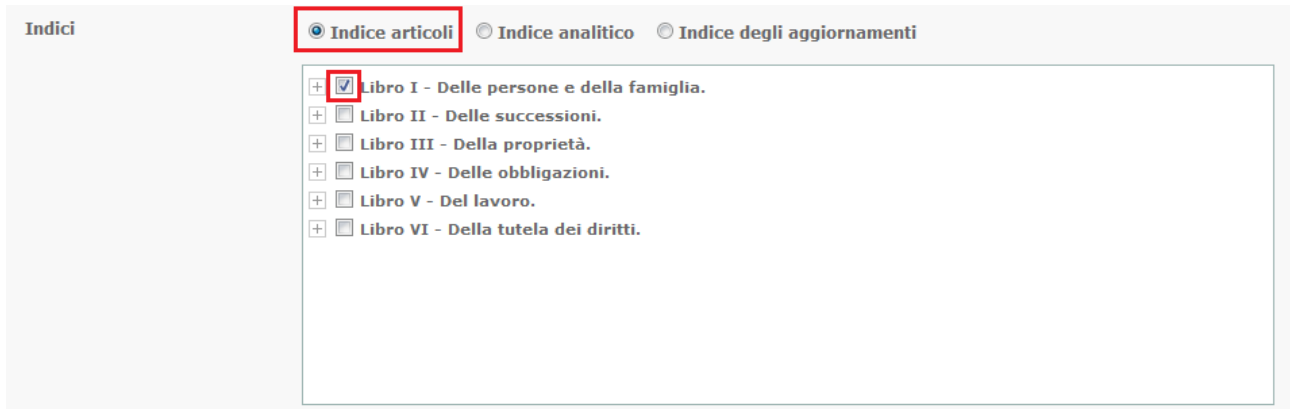 Indici
Indice articoli Indice analitico Indice degli aggiornamenti
Libro I - Delle persone e della famiglia.
Libro II - Delle successioni.
Libro III - Della proprietà.
Libro IV - Delle obbligazioni.
Libro V - Del lavoro.
Libro VI - Della tutela dei diritti.